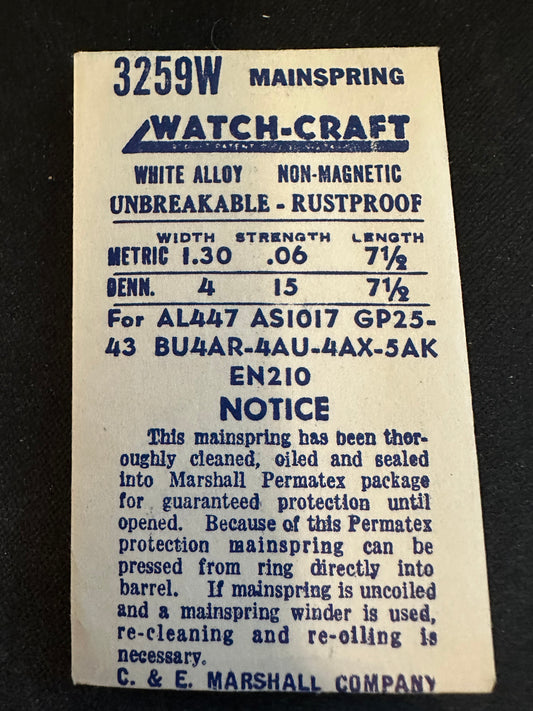 3259W MAINSPRING
WATCH-CRAFT
WHITE ALLOY NON-MAGNETIC
UNBREAKABLE - RUSTPROOF
WIDTH STRENGTH LENGTH
METRIC 1.30 .06 7½
DENN. 4 15 7½
For AL447 AS1017 GP25-
43 BU4AR-4AU-4AX-5AK
EN210
NOTICE
This mainspring has been thor-
oughly cleaned, oiled and sealed
into Marshall Permatex package
for guaranteed protection until
opened. Because of this Permatex
protection mainspring can be
pressed from ring directly into
barrel. If mainspring is uncoiled
and a mainspring winder is used,
re-cleaning and re-oiling is
necessary.
C. & E. MARSHALL COMPANY